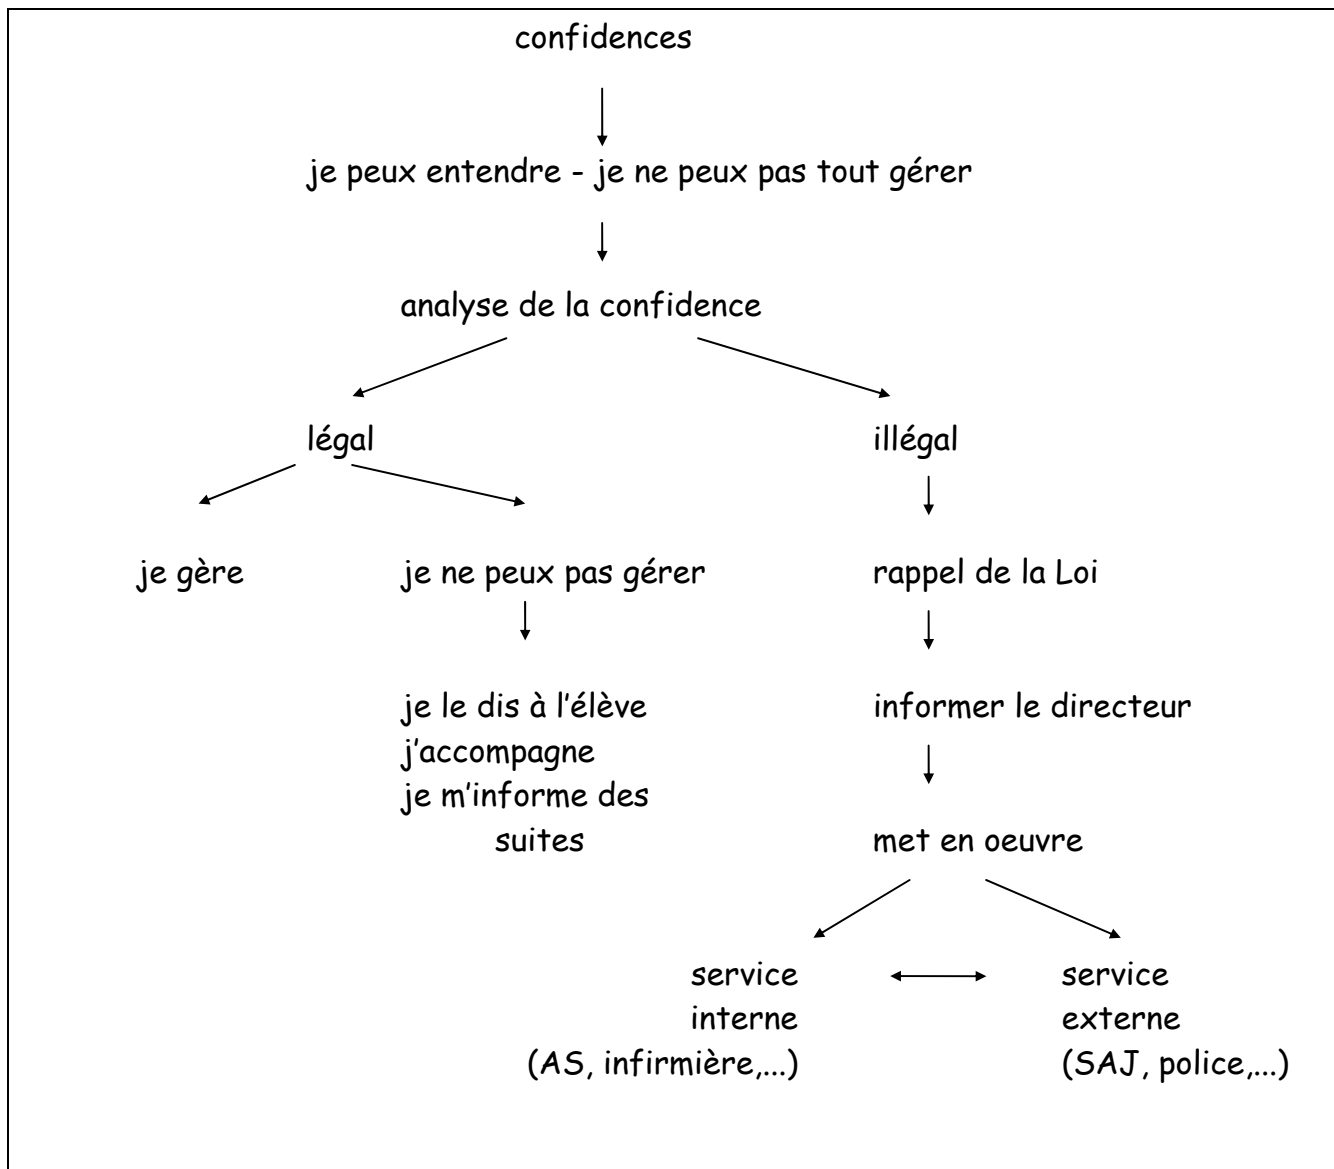 confidences
je peux entendre - je ne peux pas tout gérer
analyse de la confidence
légal
illégal
je gère
je ne peux pas gérer
rappel de la Loi
je le dis à l'élève
j'accompagne
je m'informe des
suites
informer le directeur
met en oeuvre
service
interne
(AS, infirmière,...)
service
externe
(SAJ, police,...)